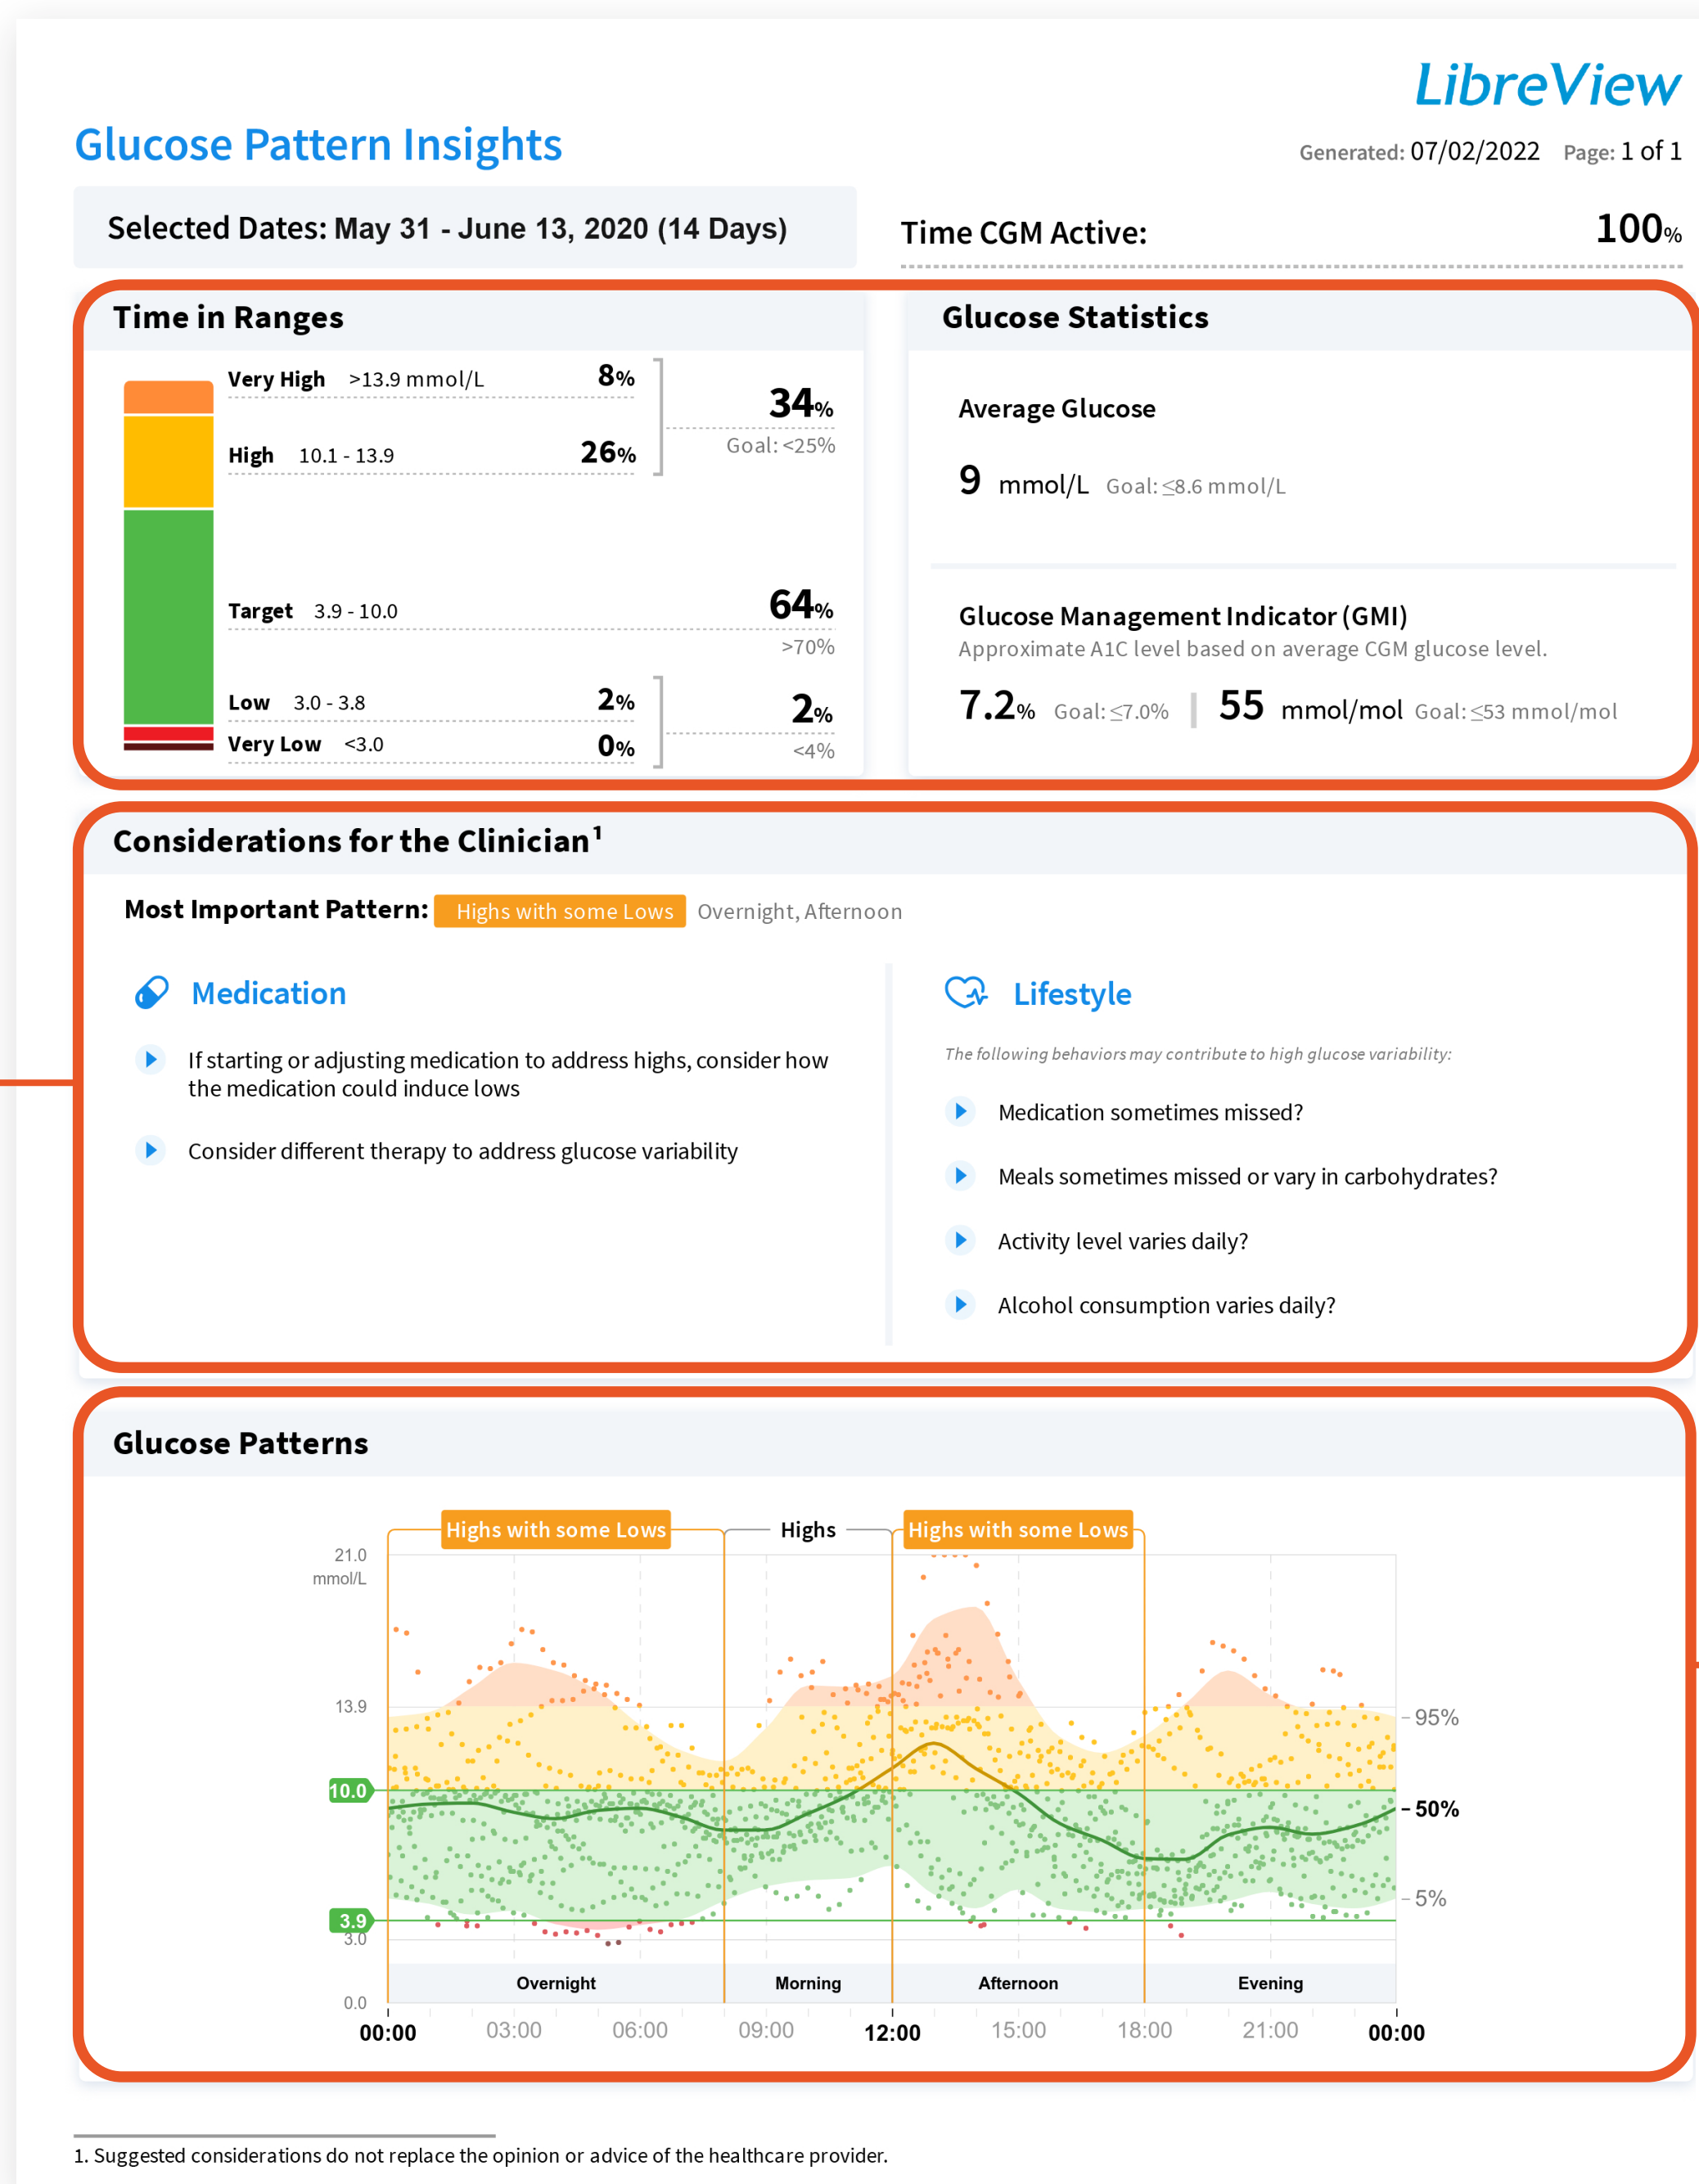 LibreView
Glucose Pattern Insights
Generated: 07/02/2022 Page: 1 of 1
Selected Dates: May 31 - June 13, 2020 (14 Days)
Time CGM Active: 100%
Time in Ranges
Very High >13.9 mmol/L 8%
34%
Goal: <25%
High 10.1 - 13.9 26%
Target 3.9 - 10.0 64%
>70%
Low 3.0 - 3.8 2%
2%
<4%
Very Low <3.0 0%
Glucose Statistics
Average Glucose
9 mmol/L Goal: ≤8.6 mmol/L
Glucose Management Indicator (GMI)
Approximate A1C level based on average CGM glucose level.
7.2% Goal: ≤7.0% | 55 mmol/mol Goal: ≤53 mmol/mol
Considerations for the Clinician¹
Most Important Pattern: Highs with some Lows Overnight, Afternoon
Medication
If starting or adjusting medication to address highs, consider how
the medication could induce lows
Consider different therapy to address glucose variability
Lifestyle
The following behaviors may contribute to high glucose variability:
Medication sometimes missed?
Meals sometimes missed or vary in carbohydrates?
Activity level varies daily?
Alcohol consumption varies daily?
Glucose Patterns
Highs with some Lows Highs Highs with some Lows
21.0
mmol/L
13.9
95%
10.0
50%
5%
3.9
3.0
Overnight Morning Afternoon Evening
0.0
00:00 03:00 06:00 09:00 12:00 15:00 18:00 21:00 00:00
1. Suggested considerations do not replace the opinion or advice of the healthcare provider.